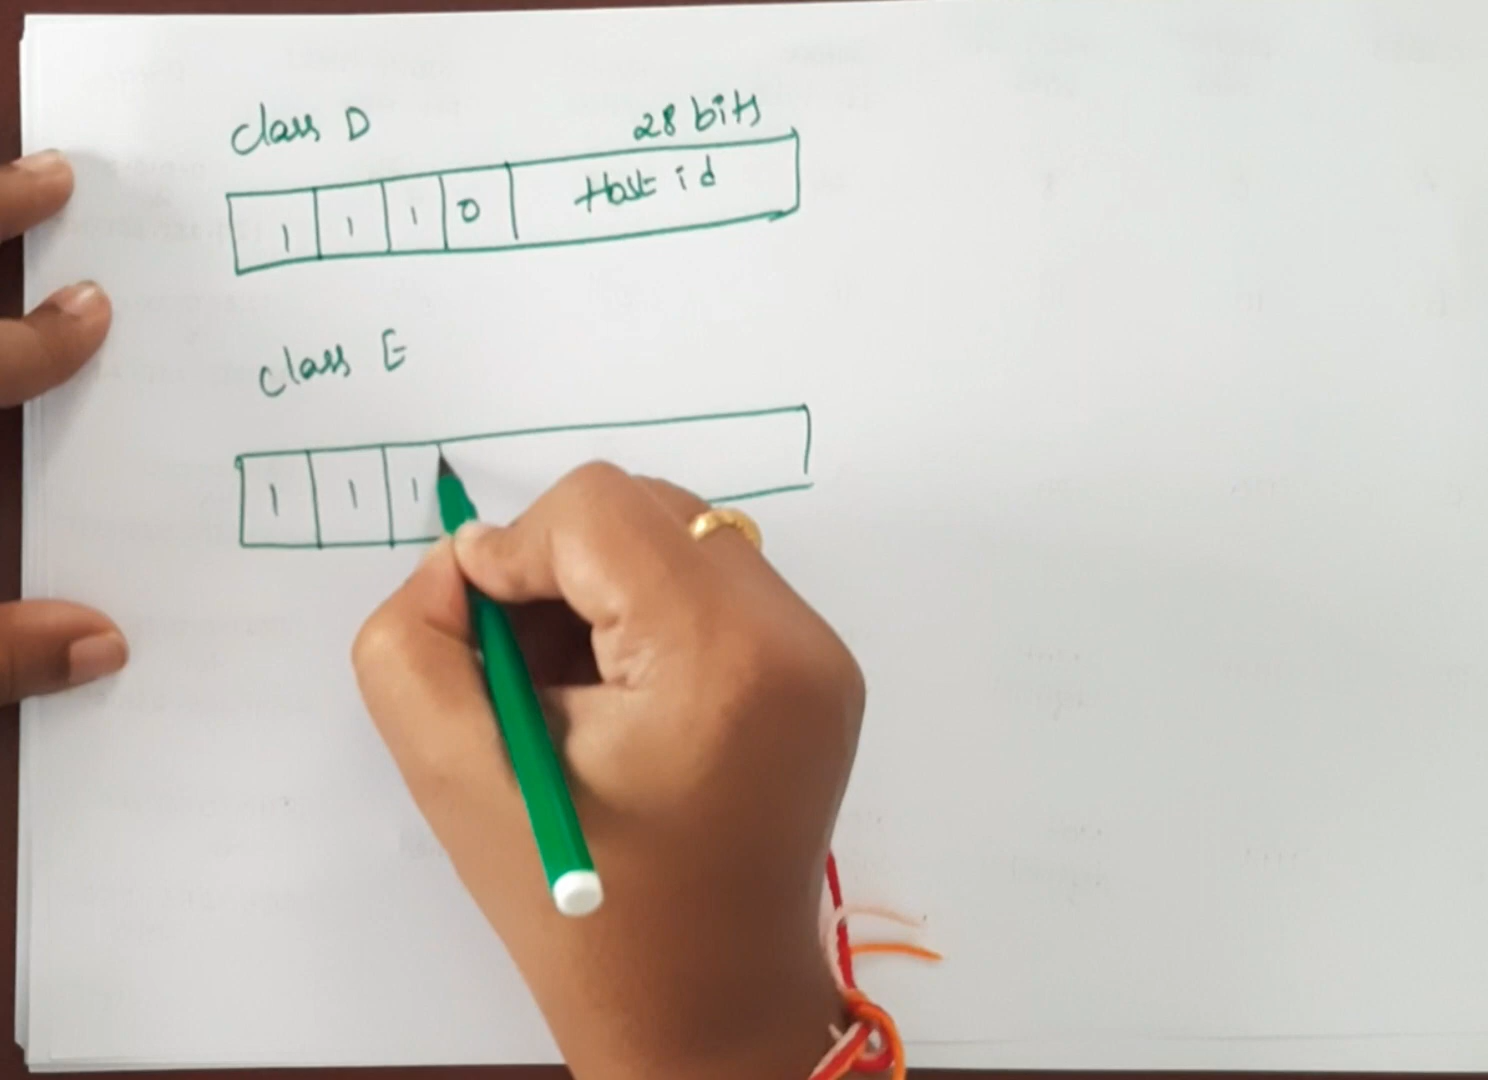 class D
28 bits
1 1 1 0 Host id
class E
1 1 1